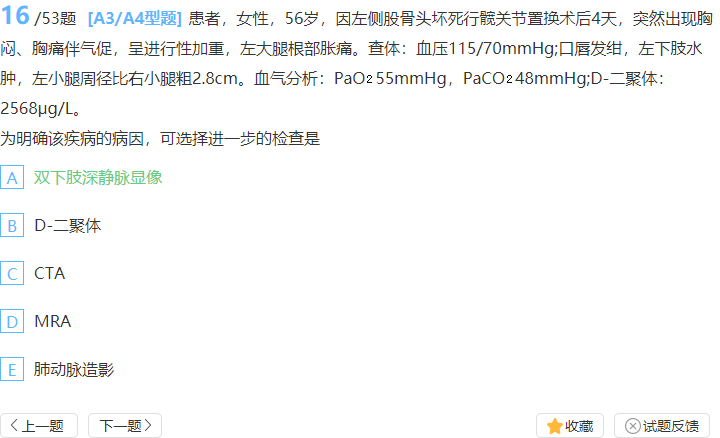 16 /53题 [A3/A4型题] 患者，女性，56岁，因左侧股骨头坏死行髋关节置换术后4天，突然出现胸
闷、胸痛伴气促，呈进行性加重，左大腿根部胀痛。查体：血压115/70mmHg;口唇发绀，左下肢水
肿，左小腿周径比右小腿粗2.8cm。血气分析：PaO₂55mmHg，PaCO₂48mmHg;D-二聚体：
2568μg/L。
为明确该疾病的病因，可选择进一步的检查是
A 双下肢深静脉显像
B D-二聚体
C CTA
D MRA
E 肺动脉造影
上一题 下一题 收藏 试题反馈